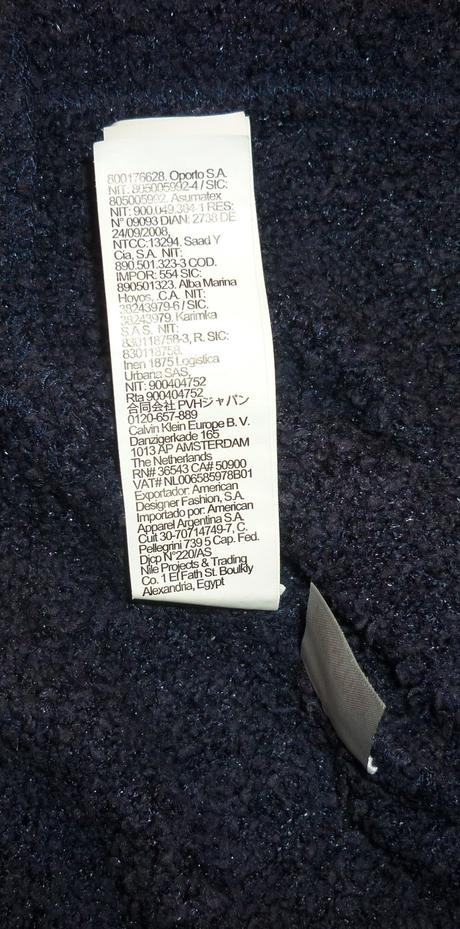 800176628. Oporto S.A.
NIT: 805005992-4 / SIC:
805005992. Asumatex
NIT: 900.049.384-1 RES:
N° 09093 DIAN: 2738 DE
24/09/2008.
NTCC:13294. Saad Y
Cia, S.A. NIT:
890.501.323-3 COD.
IMPOR: 554 SIC:
890501323. Alba Marina
Hoyos, .C.A. NIT:
38243979-6 / SIC.
38243979. Karimka
S.A.S. NIT:
830118758-3, R. SIC:
830118758.
Inen 1875 Logistica
Urbana SAS.
NIT: 900404752
Rta 900404752
合同会社 PVHジャパン
0120-657-889
Calvin Klein Europe B. V.
Danzigerkade 165
1013 AP AMSTERDAM
The Netherlands
RN# 36543 CA# 50900
VAT# NL006585978B01
Exportador: American
Designer Fashion, S.A.
Importado por: American
Apparel Argentina S.A.
Cuit 30-70714749-7, C.
Pellegrini 739 5 Cap. Fed.
Djcp N°220/AS
Nile Projects & Trading
Co. 1 El Fath St. Boulkly
Alexandria, Egypt